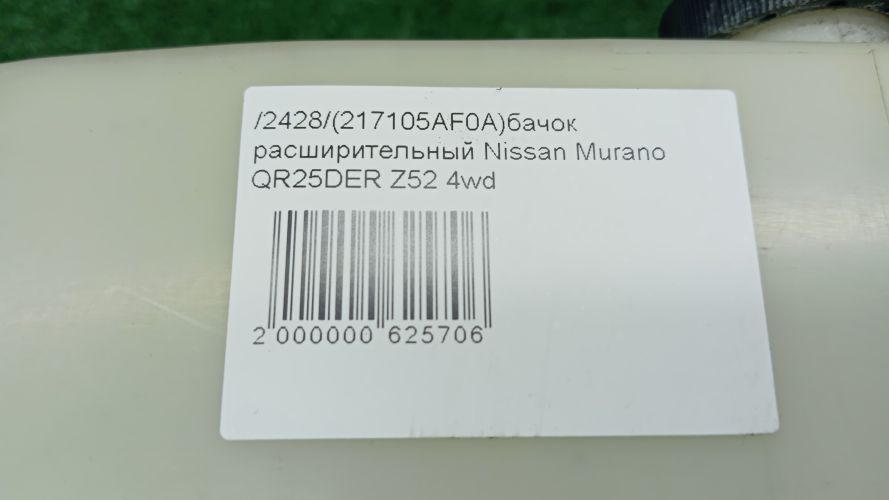 /2428/(217105AF0A)бачок
расширительный Nissan Murano
QR25DER Z52 4wd
2 000000 625706